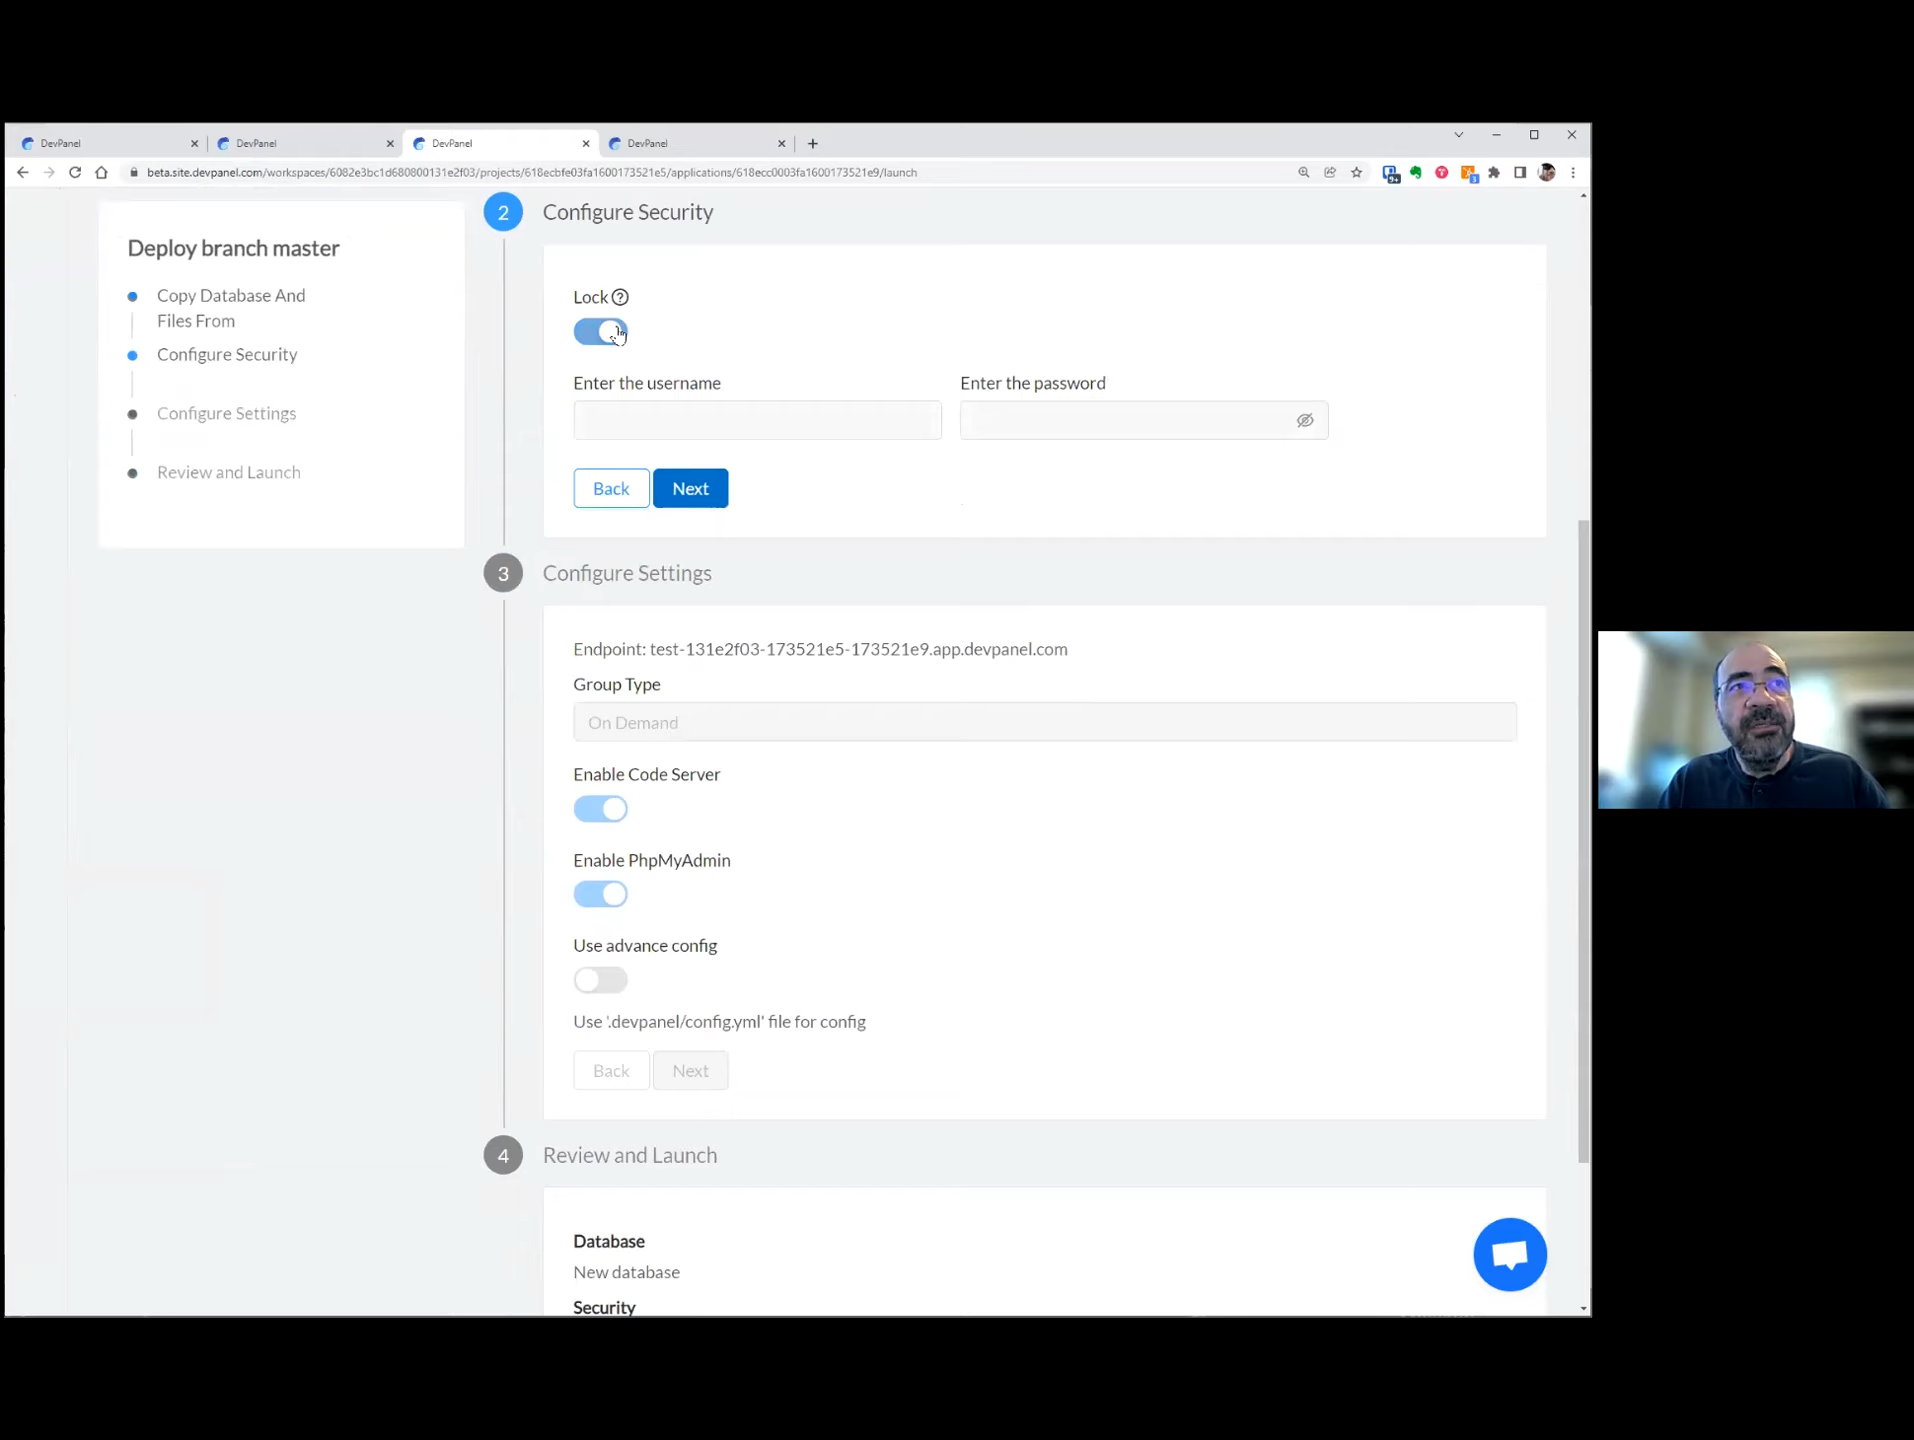 DevPanel
DevPanel
DevPanel
DevPanel
beta.site.devpanel.com/workspaces/6082e3bc1d680800131e2f03/projects/618ecbfe03fa1600173521e5/applications/618ecc0003fa1600173521e9/launch
9+
3
Deploy branch master
Copy Database And
Files From
Configure Security
Configure Settings
Review and Launch
2 Configure Security
Lock
Enter the username
Enter the password
Back Next
3 Configure Settings
Endpoint: test-131e2f03-173521e5-173521e9.app.devpanel.com
Group Type
On Demand
Enable Code Server
Enable PhpMyAdmin
Use advance config
Use '.devpanel/config.yml' file for config
Back Next
4 Review and Launch
Database
New database
Security